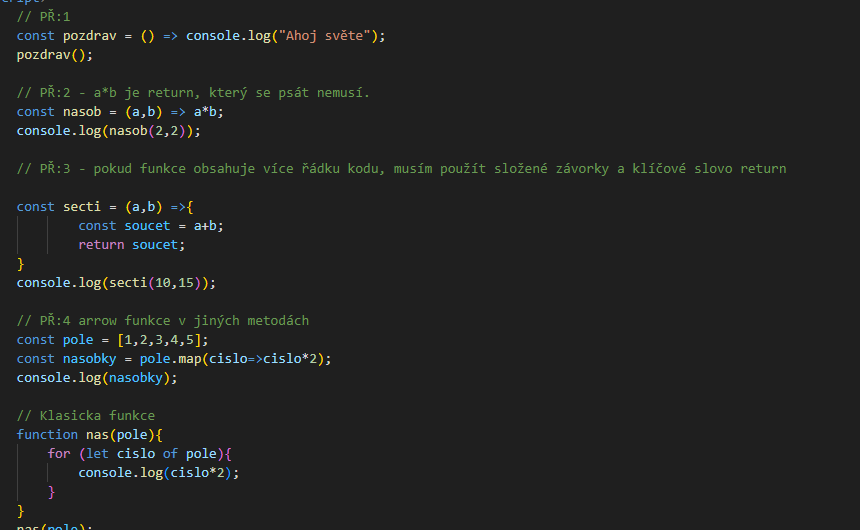 // PŘ:1
const pozdrav = () => console.log("Ahoj světe");
pozdrav();
// PŘ:2 - a*b je return, který se psát nemusí.
const nasob = (a,b) => a*b;
console.log(nasob(2,2));
// PŘ:3 - pokud funkce obsahuje více řádku kodu, musím použít složené závorky a klíčové slovo return
const secti = (a,b) =>{
const soucet = a+b;
return soucet;
}
console.log(secti(10,15));
// PŘ:4 arrow funkce v jiných metodách
const pole = [1,2,3,4,5];
const nasobky = pole.map(cislo=>cislo*2);
console.log(nasobky);
// Klasicka funkce
function nas(pole){
for (let cislo of pole){
console.log(cislo*2);
}
}
nas(pole);